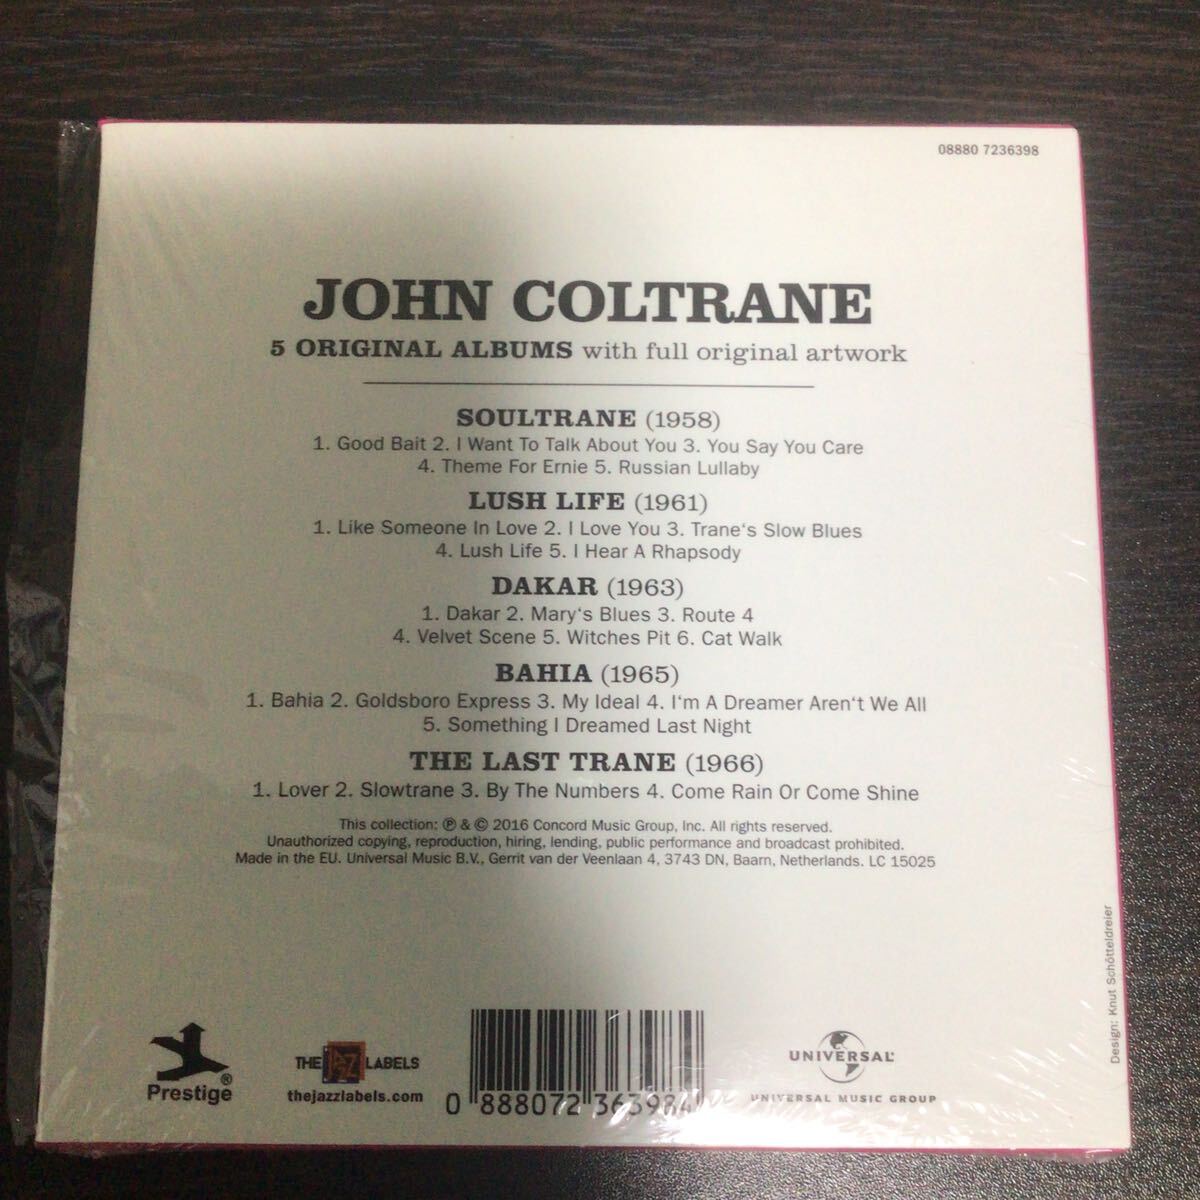 08880 7236398
JOHN COLTRANE
5 ORIGINAL ALBUMS with full original artwork
SOULTRANE (1958)
1. Good Bait 2. I Want To Talk About You 3. You Say You Care
4. Theme For Ernie 5. Russian Lullaby
LUSH LIFE (1961)
1. Like Someone In Love 2. I Love You 3. Trane‘s Slow Blues
4. Lush Life 5. I Hear A Rhapsody
DAKAR (1963)
1. Dakar 2. Mary‘s Blues 3. Route 4
4. Velvet Scene 5. Witches Pit 6. Cat Walk
BAHIA (1965)
1. Bahia 2. Goldsboro Express 3. My Ideal 4. I‘m A Dreamer Aren‘t We All
5. Something I Dreamed Last Night
THE LAST TRANE (1966)
1. Lover 2. Slowtrane 3. By The Numbers 4. Come Rain Or Come Shine
This collection: ℗ & © 2016 Concord Music Group, Inc. All rights reserved.
Unauthorized copying, reproduction, hiring, lending, public performance and broadcast prohibited.
Made in the EU. Universal Music B.V., Gerrit van der Veenlaan 4, 3743 DN, Baarn, Netherlands. LC 15025
Design: Knut Schötteldreier
Prestige®
THE JAZZ LABELS
thejazzlabels.com
0 888072 363984
UNIVERSAL
UNIVERSAL MUSIC GROUP